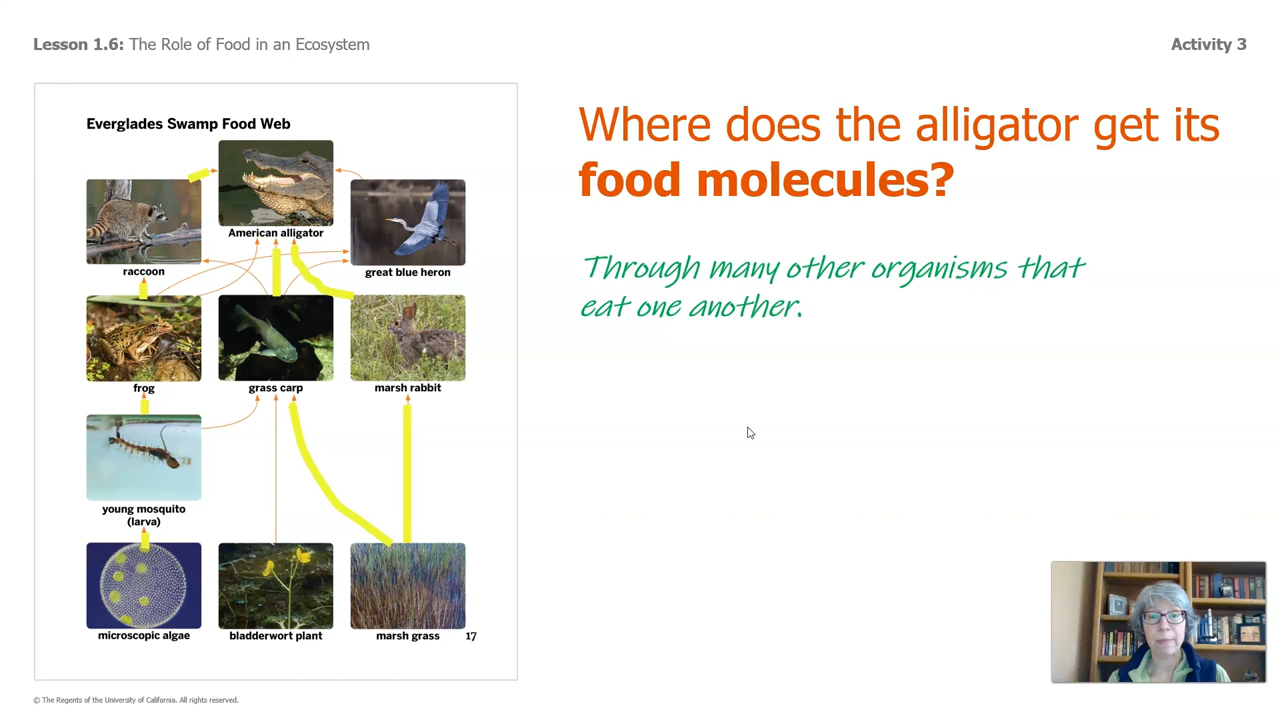 Lesson 1.6: The Role of Food in an Ecosystem
Activity 3
Everglades Swamp Food Web
American alligator
raccoon
great blue heron
frog
grass carp
marsh rabbit
young mosquito
(larva)
microscopic algae
bladderwort plant
marsh grass
17
Where does the alligator get its
food molecules?
Through many other organisms that
eat one another.
© The Regents of the University of California. All rights reserved.